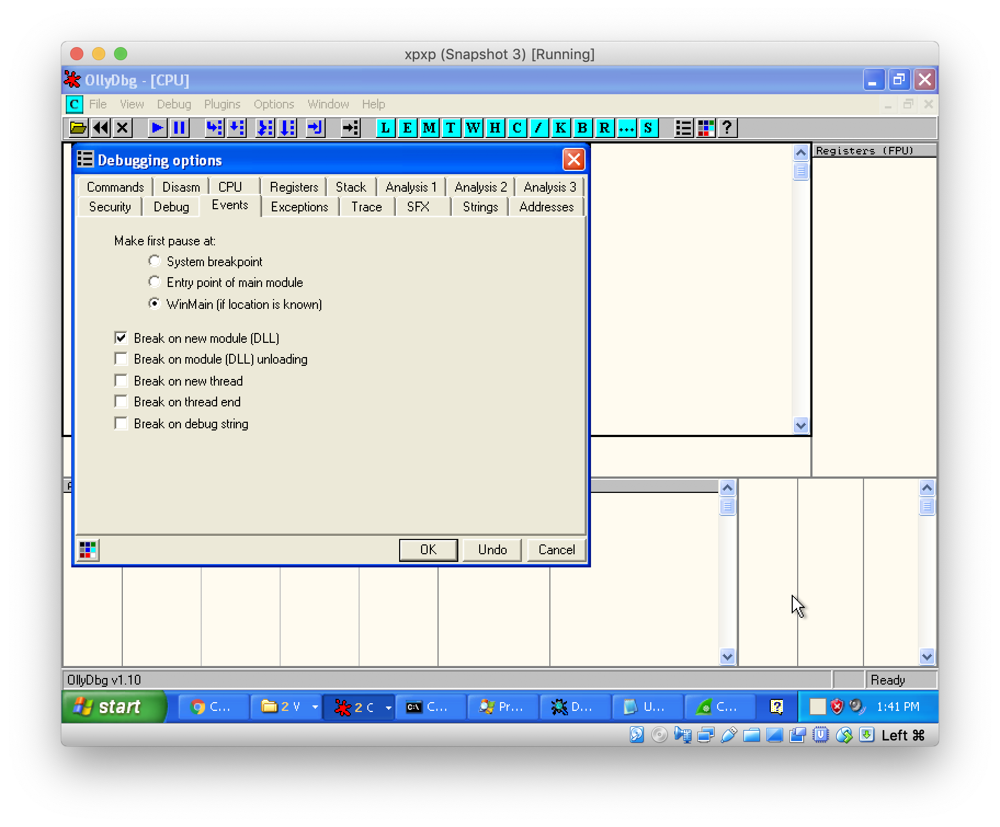 xpxp (Snapshot 3) [Running]
OllyDbg - [CPU]
C File View Debug Plugins Options Window Help
L E M T W H C / K B R ... S ?
Registers (FPU)
Debugging options
Commands Disasm CPU Registers Stack Analysis 1 Analysis 2 Analysis 3
Security Debug Events Exceptions Trace SFX Strings Addresses
Make first pause at:
System breakpoint
Entry point of main module
WinMain (if location is known)
Break on new module (DLL)
Break on module (DLL) unloading
Break on new thread
Break on thread end
Break on debug string
OK Undo Cancel
OllyDbg v1.10 Ready
start C... 2 V 2 C C:\ C... Pr... D... U... C... ? 1:41 PM
Left ⌘